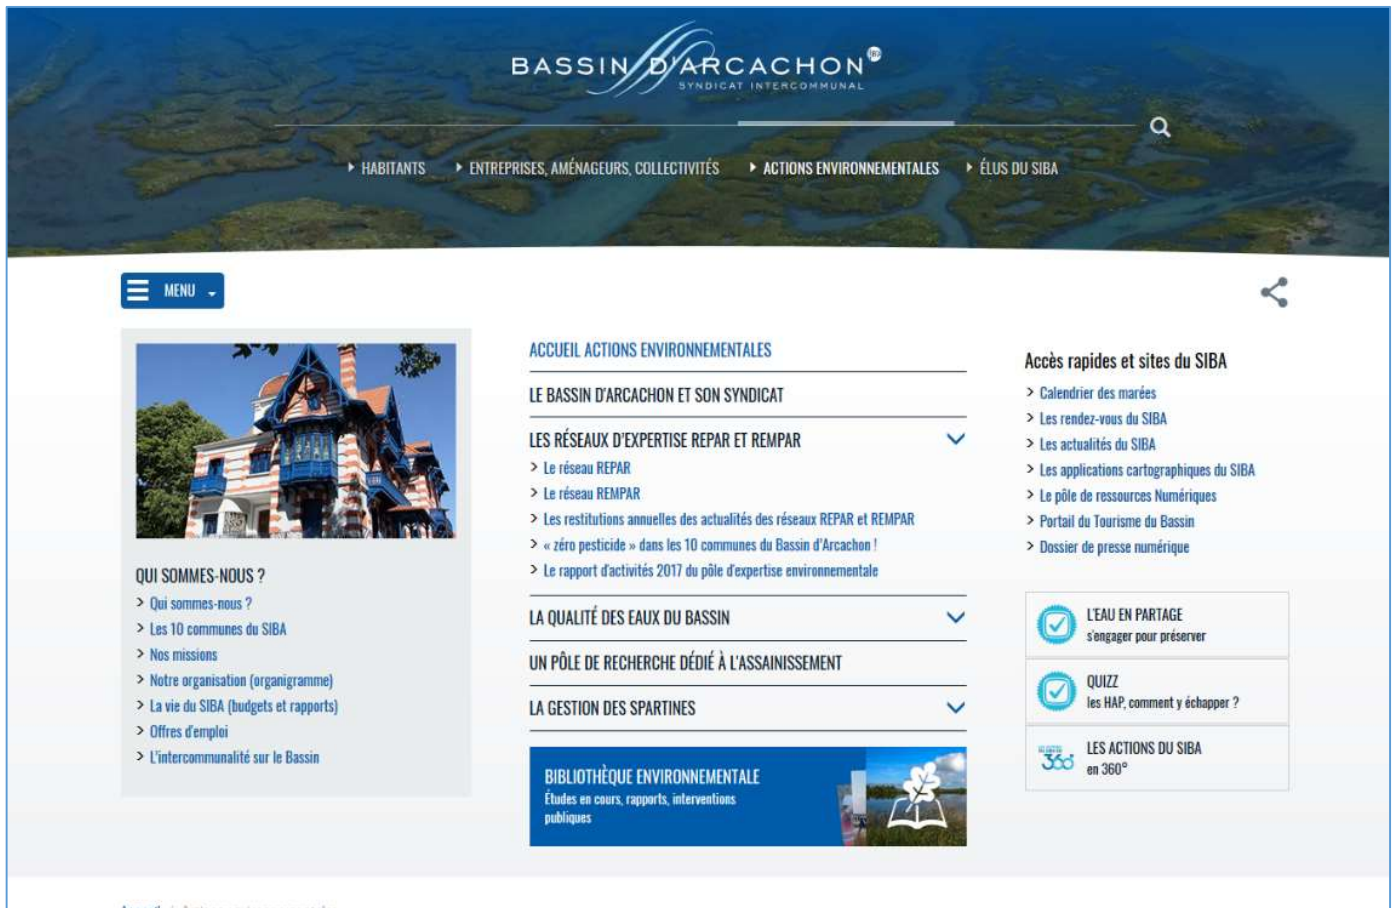 BASSIN D'ARCACHON
SYNDICAT INTERCOMMUNAL
HABITANTS
ENTREPRISES, AMÉNAGEURS, COLLECTIVITÉS
ACTIONS ENVIRONNEMENTALES
ÉLUS DU SIBA
MENU
QUI SOMMES-NOUS ?
> Qui sommes-nous ?
> Les 10 communes du SIBA
> Nos missions
> Notre organisation (organigramme)
> La vie du SIBA (budgets et rapports)
> Offres d'emploi
> L'intercommunalité sur le Bassin
ACCUEIL ACTIONS ENVIRONNEMENTALES
LE BASSIN D'ARCACHON ET SON SYNDICAT
LES RÉSEAUX D'EXPERTISE REPAR ET REMPAR
> Le réseau REPAR
> Le réseau REMPAR
> Les restitutions annuelles des actualités des réseaux REPAR et REMPAR
> « zéro pesticide » dans les 10 communes du Bassin d'Arcachon !
> Le rapport d'activités 2017 du pôle d'expertise environnementale
LA QUALITÉ DES EAUX DU BASSIN
UN PÔLE DE RECHERCHE DÉDIÉ À L'ASSAINISSEMENT
LA GESTION DES SPARTINES
BIBLIOTHÈQUE ENVIRONNEMENTALE
Études en cours, rapports, interventions
publiques
Accès rapides et sites du SIBA
> Calendrier des marées
> Les rendez-vous du SIBA
> Les actualités du SIBA
> Les applications cartographiques du SIBA
> Le pôle de ressources Numériques
> Portail du Tourisme du Bassin
> Dossier de presse numérique
L'EAU EN PARTAGE
s'engager pour préserver
QUIZZ
les HAP, comment y échapper ?
360°
LES ACTIONS DU SIBA
en 360°